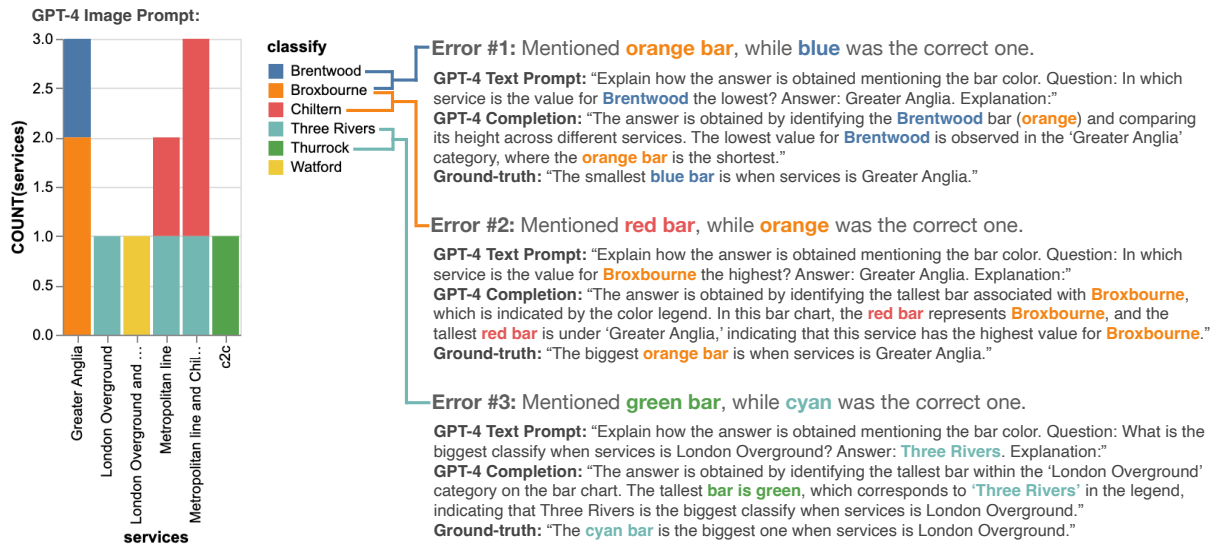 GPT-4 Image Prompt:
3.0
2.5
2.0
1.5
1.0
0.5
0.0
COUNT(services)
Greater Anglia
London Overground
London Overground and ...
Metropolitan line
Metropolitan line and Chil...
c2c
services
classify
Brentwood
Broxbourne
Chiltern
Three Rivers
Thurrock
Watford
Error #1: Mentioned orange bar, while blue was the correct one.
GPT-4 Text Prompt: “Explain how the answer is obtained mentioning the bar color. Question: In which
service is the value for Brentwood the lowest? Answer: Greater Anglia. Explanation:”
GPT-4 Completion: “The answer is obtained by identifying the Brentwood bar (orange) and comparing
its height across different services. The lowest value for Brentwood is observed in the ‘Greater Anglia’
category, where the orange bar is the shortest.”
Ground-truth: “The smallest blue bar is when services is Greater Anglia.”
Error #2: Mentioned red bar, while orange was the correct one.
GPT-4 Text Prompt: “Explain how the answer is obtained mentioning the bar color. Question: In which
service is the value for Broxbourne the highest? Answer: Greater Anglia. Explanation:”
GPT-4 Completion: “The answer is obtained by identifying the tallest bar associated with Broxbourne,
which is indicated by the color legend. In this bar chart, the red bar represents Broxbourne, and the
tallest red bar is under ‘Greater Anglia,’ indicating that this service has the highest value for Broxbourne.”
Ground-truth: “The biggest orange bar is when services is Greater Anglia.”
Error #3: Mentioned green bar, while cyan was the correct one.
GPT-4 Text Prompt: “Explain how the answer is obtained mentioning the bar color. Question: What is the
biggest classify when services is London Overground? Answer: Three Rivers. Explanation:”
GPT-4 Completion: “The answer is obtained by identifying the tallest bar within the ‘London Overground’
category on the bar chart. The tallest bar is green, which corresponds to ‘Three Rivers’ in the legend,
indicating that Three Rivers is the biggest classify when services is London Overground.”
Ground-truth: “The cyan bar is the biggest one when services is London Overground.”